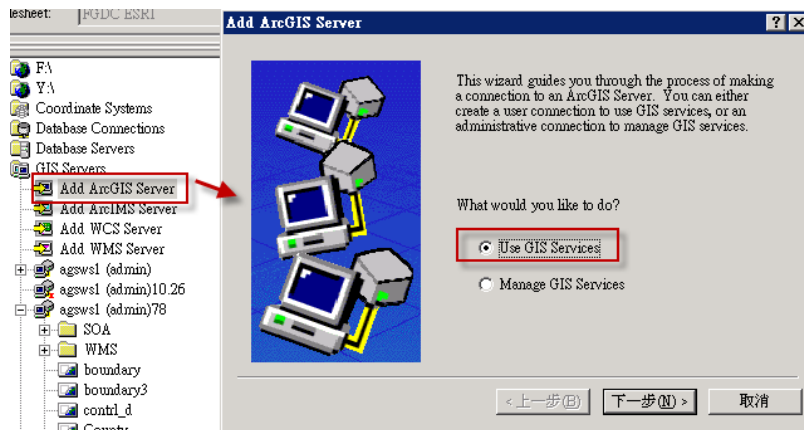 lesheet: FGDC ESRI
F:\
Y:\
Coordinate Systems
Database Connections
Database Servers
GIS Servers
Add ArcGIS Server
Add ArcIMS Server
Add WCS Server
Add WMS Server
agsws1 (admin)
agsws1 (admin)10.26
agsws1 (admin)78
SOA
WMS
boundary
boundary3
contrl_d
County
Add ArcGIS Server
This wizard guides you through the process of making
a connection to an ArcGIS Server. You can either
create a user connection to use GIS services, or an
administrative connection to manage GIS services.
What would you like to do?
Use GIS Services
Manage GIS Services
<上一步(B) 下一步(N) > 取消